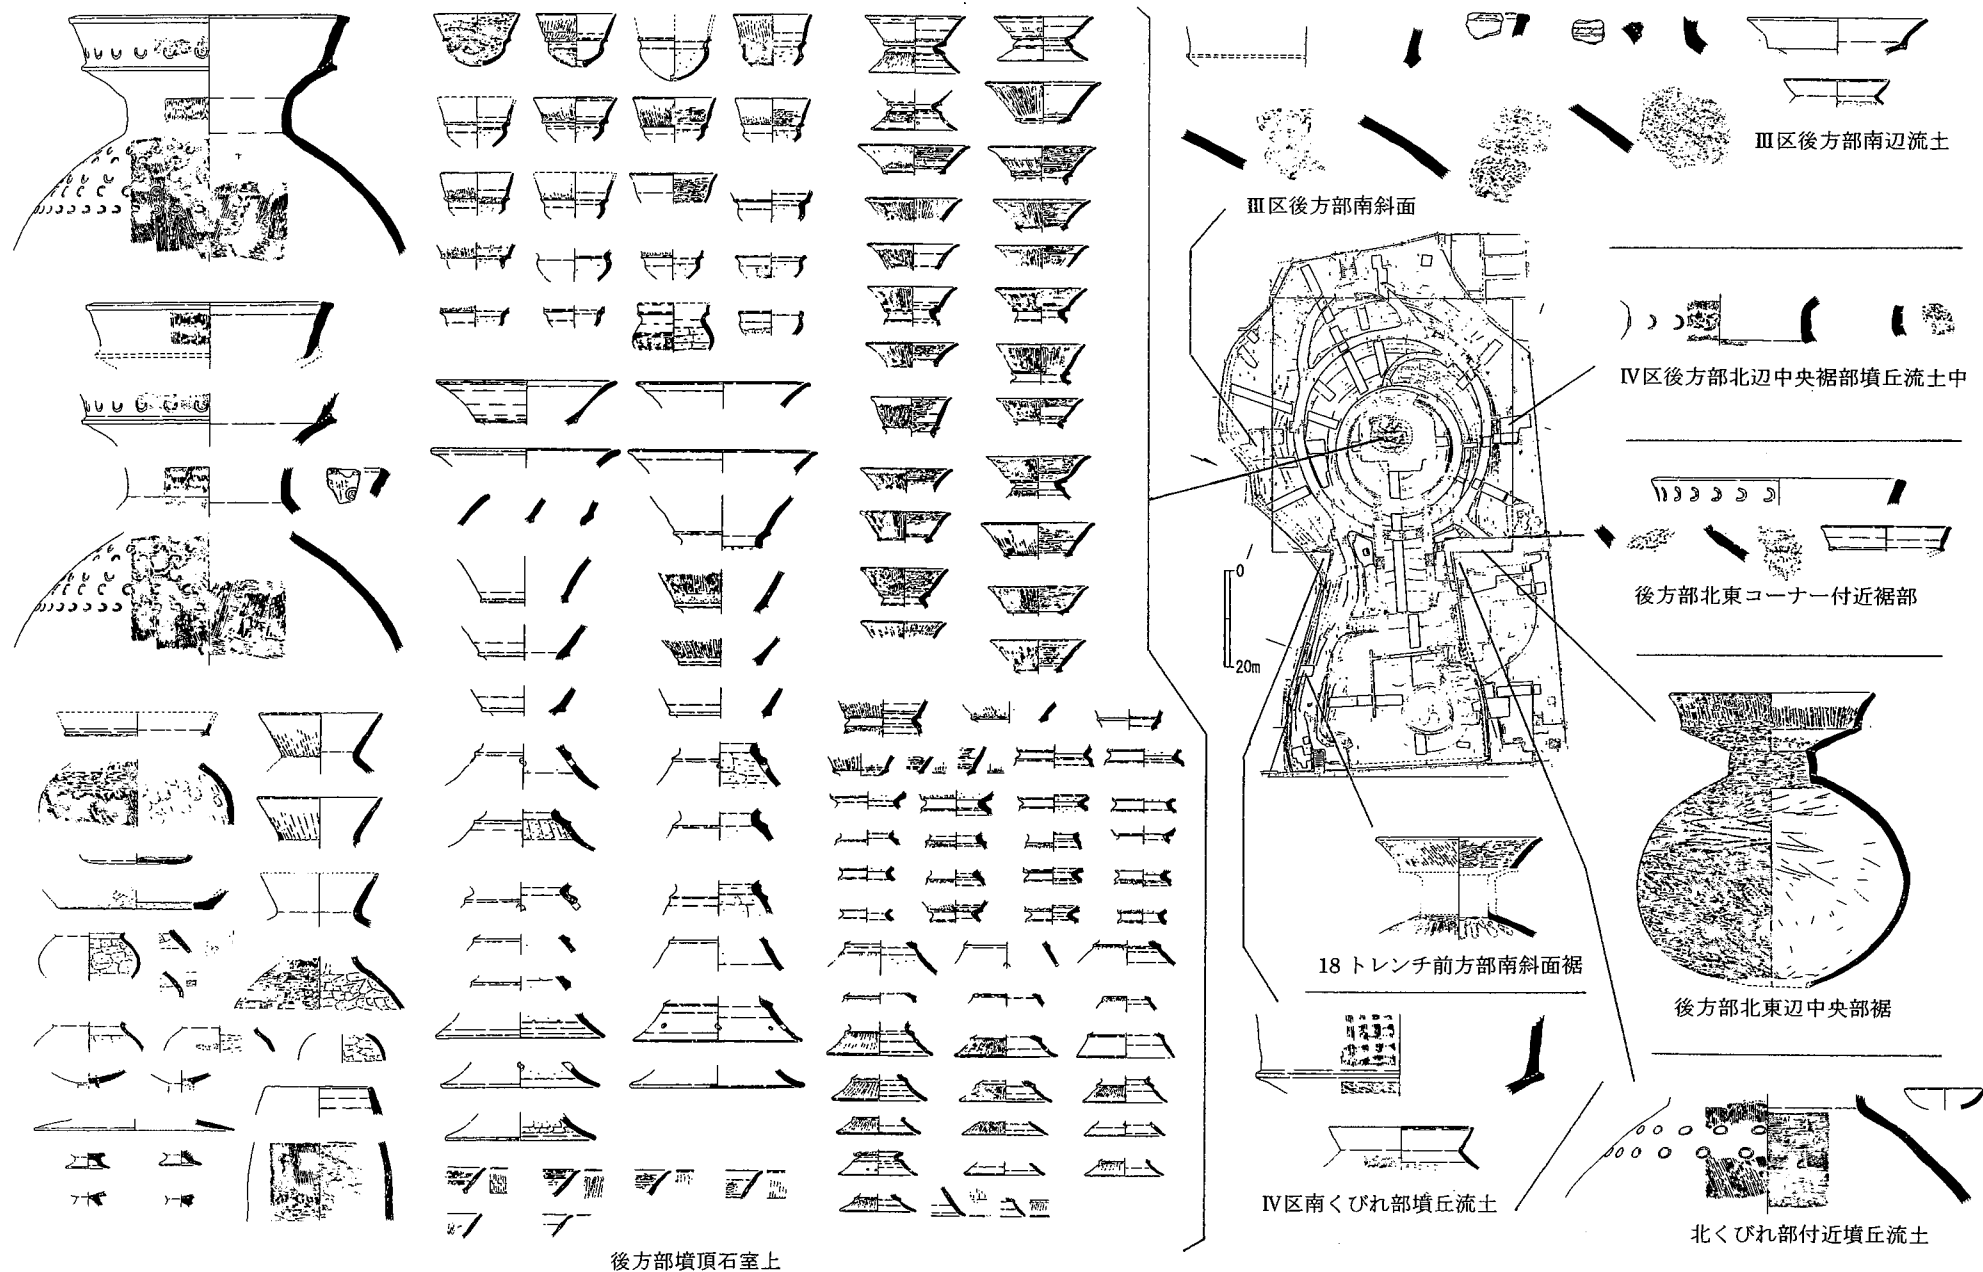 Ⅲ区後方部南辺流土
Ⅲ区後方部南斜面
Ⅳ区後方部北辺中央裾部墳丘流土中
後方部北東コーナー付近裾部
0
20m
18トレンチ前方部南斜面裾
後方部北東辺中央部裾
Ⅳ区南くびれ部墳丘流土
北くびれ部付近墳丘流土
後方部墳頂石室上